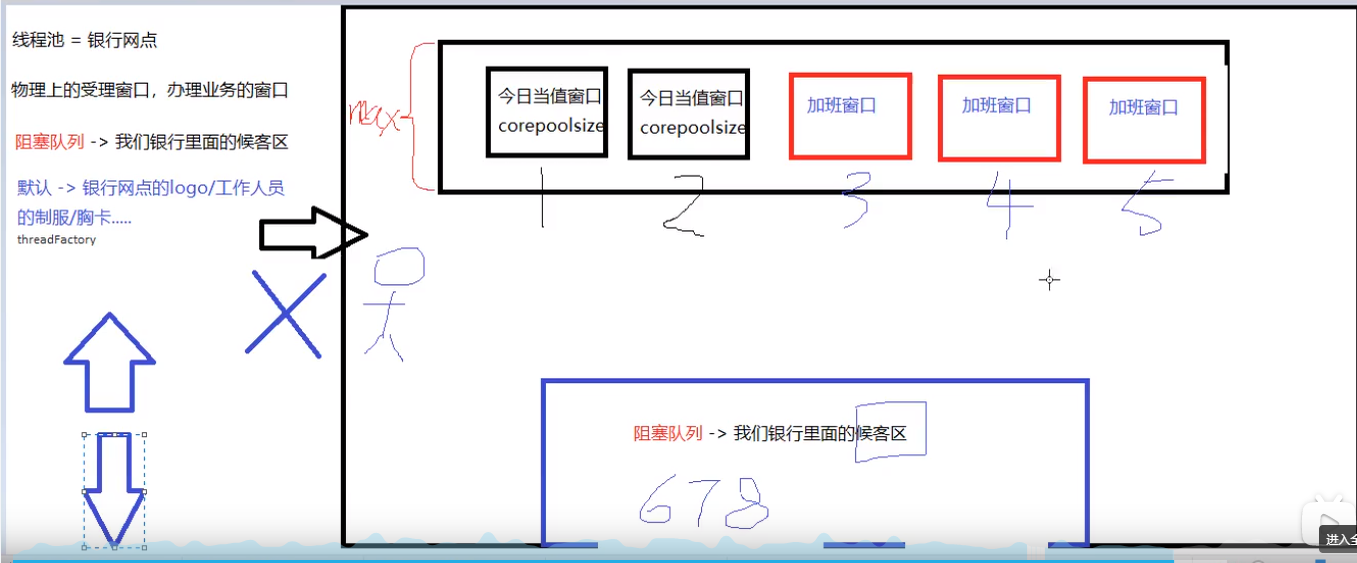 线程池 = 银行网点
物理上的受理窗口，办理业务的窗口
阻塞队列 -> 我们银行里面的候客区
默认 -> 银行网点的logo/工作人员
的制服/胸卡.....
threadFactory
max
今日当值窗口
corepoolsize
今日当值窗口
corepoolsize
加班窗口
加班窗口
加班窗口
1 2 3 4 5
阻塞队列 -> 我们银行里面的候客区
6 7 8
进入全